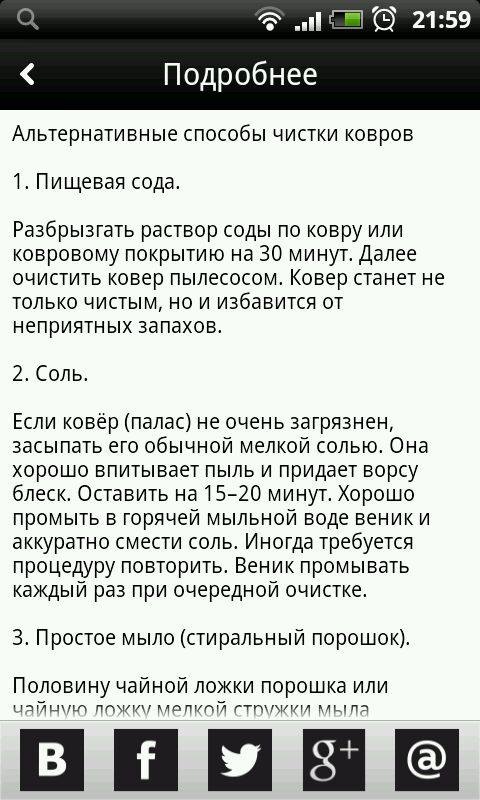 21:59
Подробнее
Альтернативные способы чистки ковров
1. Пищевая сода.
Разбрызгать раствор соды по ковру или
ковровому покрытию на 30 минут. Далее
очистить ковер пылесосом. Ковер станет не
только чистым, но и избавится от
неприятных запахов.
2. Соль.
Если ковёр (палас) не очень загрязнен,
засыпать его обычной мелкой солью. Она
хорошо впитывает пыль и придает ворсу
блеск. Оставить на 15–20 минут. Хорошо
промыть в горячей мыльной воде веник и
аккуратно смести соль. Иногда требуется
процедуру повторить. Веник промывать
каждый раз при очередной очистке.
3. Простое мыло (стиральный порошок).
Половину чайной ложки порошка или
чайную ложку мелкой стружки мыла
B f g+ @